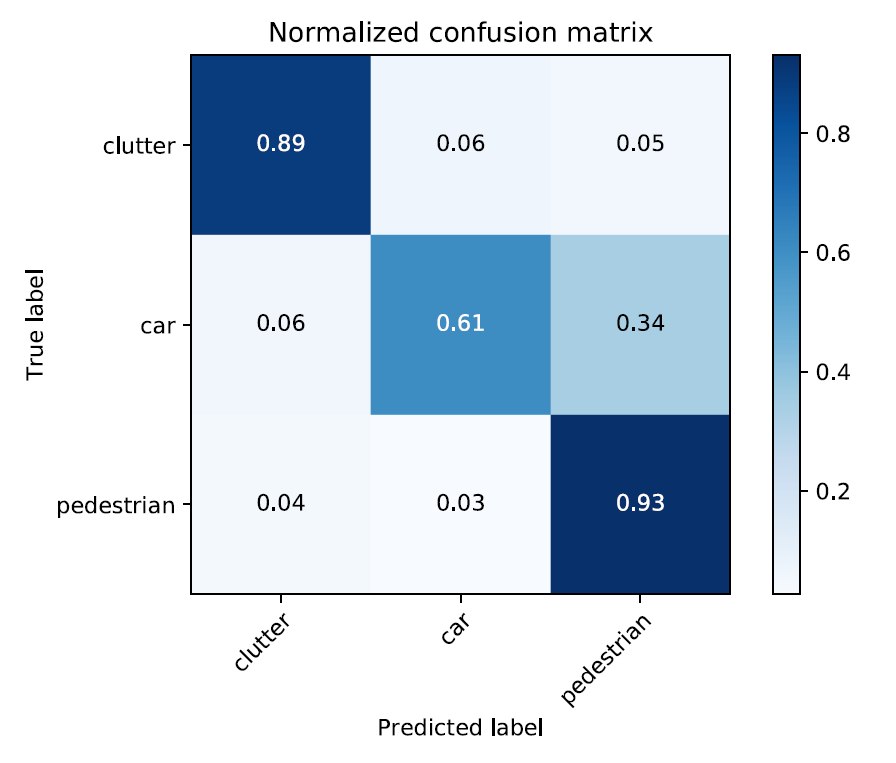 Normalized confusion matrix
clutter 0.89 0.06 0.05
car 0.06 0.61 0.34
pedestrian 0.04 0.03 0.93
clutter car pedestrian
True label
Predicted label
0.8
0.6
0.4
0.2